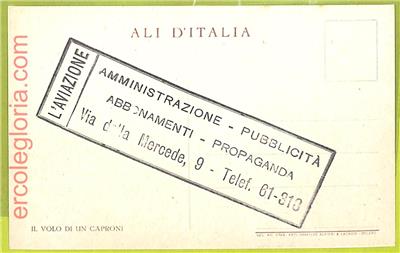 ALI D'ITALIA
L'AVIAZIONE
AMMINISTRAZIONE - PUBBLICITÀ
ABBONAMENTI - PROPAGANDA
Via della Mercede, 9 - Telef. 61-313
IL VOLO DI UN CAPRONI
ercolegloria.com